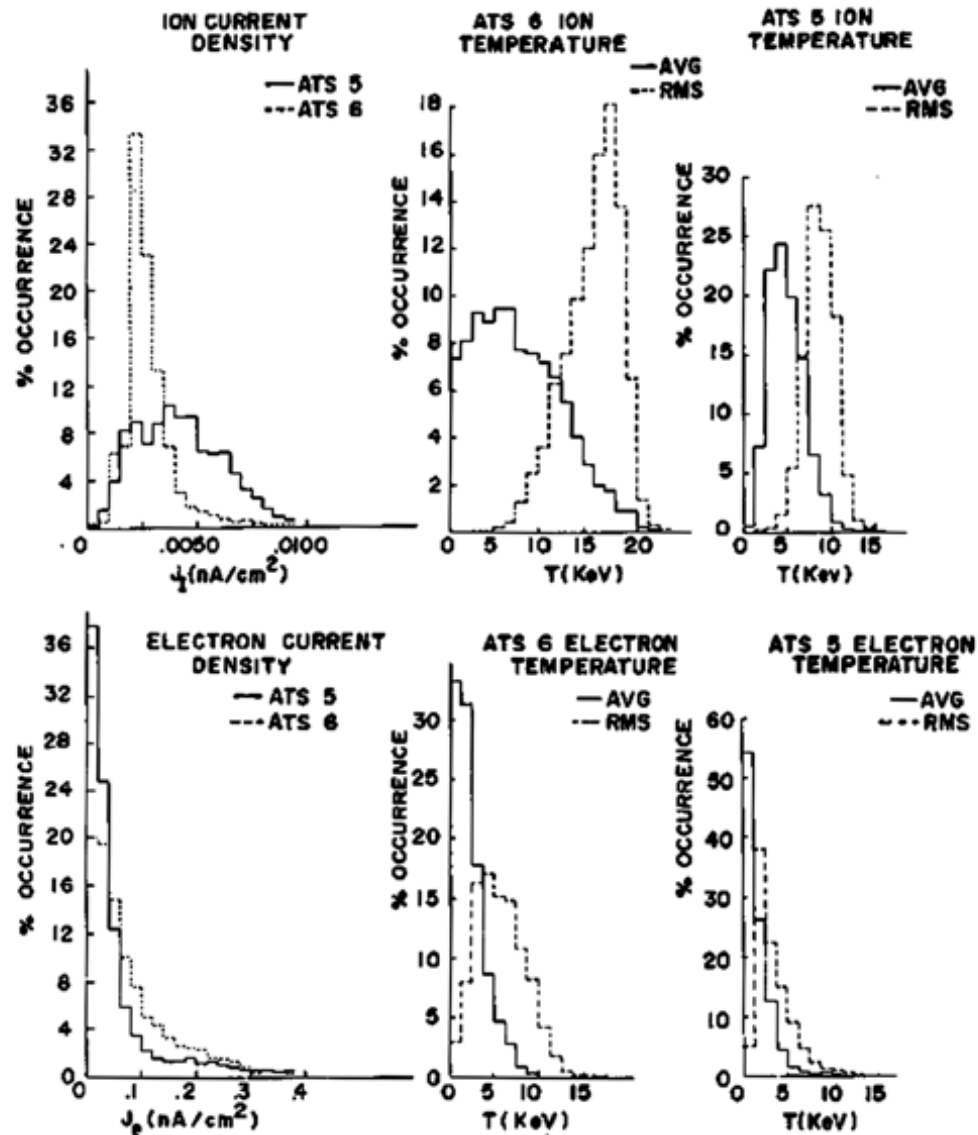 ION CURRENT
DENSITY
ATS 5
ATS 6
36
32
28
24
20
16
12
8
4
% OCCURRENCE
0
.0050
.0100
J_I(nA/cm²)
ATS 6 ION
TEMPERATURE
AVG
RMS
18
16
14
12
10
8
6
4
2
% OCCURRENCE
0
5
10
15
20
T(KeV)
ATS 5 ION
TEMPERATURE
AVG
RMS
30
25
20
15
10
5
0
% OCCURRENCE
0
5
10
15
T(Kev)
ELECTRON CURRENT
DENSITY
ATS 5
ATS 6
36
32
28
24
20
16
12
8
4
0
% OCCURRENCE
.1
.2
.3
.4
J_e(nA/cm²)
ATS 6 ELECTRON
TEMPERATURE
AVG
RMS
30
25
20
15
10
5
0
% OCCURRENCE
0
5
10
15
T(KeV)
ATS 5 ELECTRON
TEMPERATURE
AVG
RMS
60
50
40
30
20
10
0
% OCCURRENCE
0
5
10
15
T(KeV)